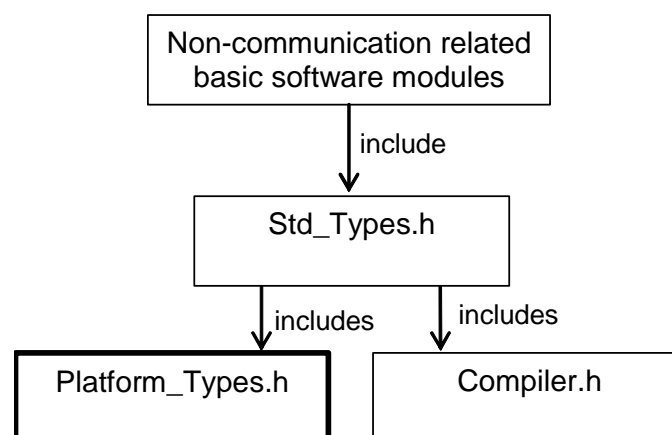 Non-communication related
basic software modules
include
Std_Types.h
includes
includes
Platform_Types.h
Compiler.h